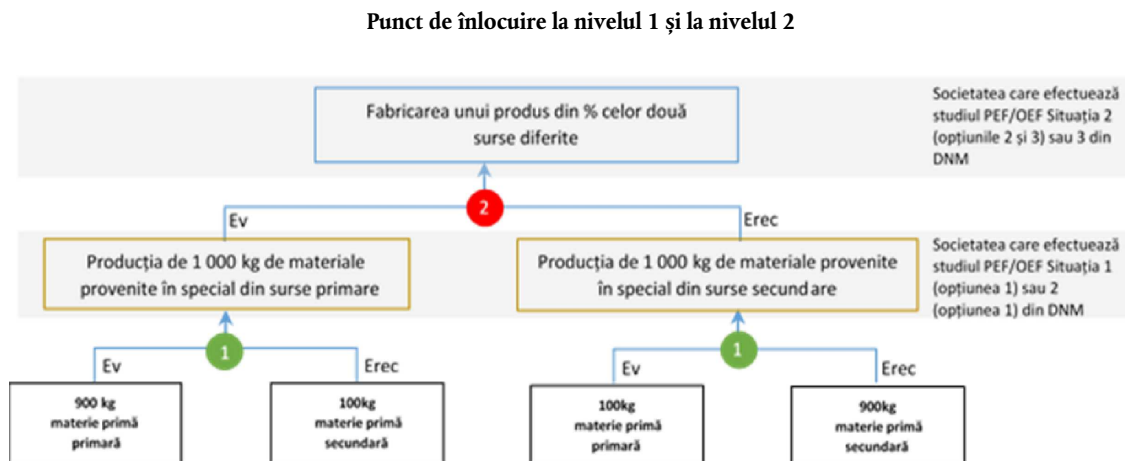 Punct de înlocuire la nivelul 1 și la nivelul 2
Fabricarea unui produs din % celor două
surse diferite
Societatea care efectuează
studiul PEF/OEF Situația 2
(opțiunile 2 și 3) sau 3 din
DNM
2
Ev
Erec
Producția de 1 000 kg de materiale
provenite în special din surse primare
Producția de 1 000 kg de materiale provenite
în special din surse secundare
Societatea care efectuează
studiul PEF/OEF Situația 1
(opțiunea 1) sau 2
(opțiunea 1) din DNM
1
1
Ev
Erec
Ev
Erec
900 kg
materie primă
primară
100kg
materie primă
secundară
100kg
materie primă
primară
900kg
materie primă
secundară